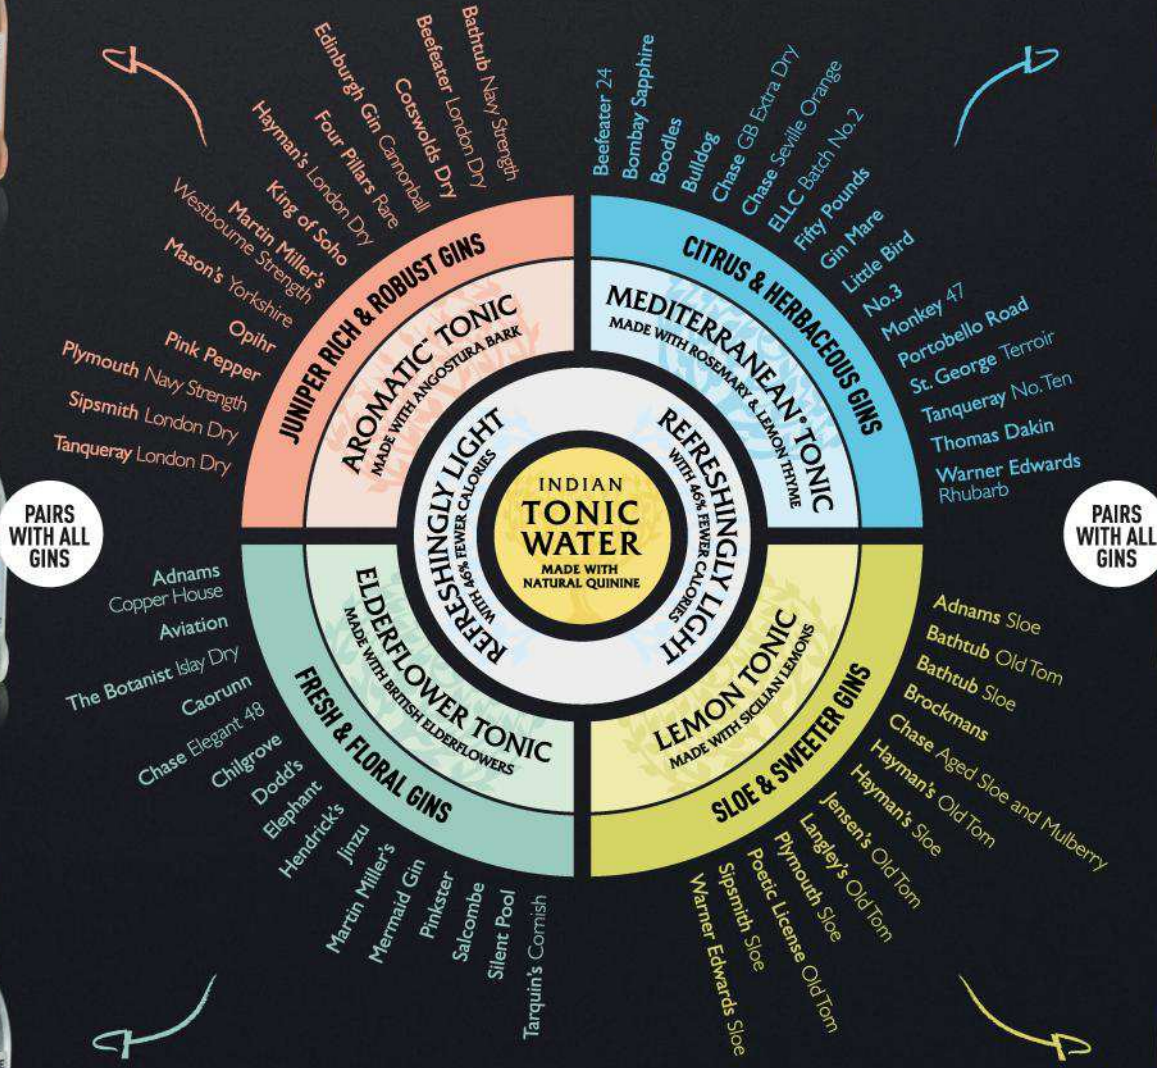 Bathtub Navy Strength
Beefeater London Dry
Cotswolds Dry
Edinburgh Gin Cannonball
Four Pillars Rare
Hayman's London Dry
King of Soho
Martin Miller's
Westbourne Strength
Mason's Yorkshire
Opihr
Pink Pepper
Plymouth Navy Strength
Sipsmith London Dry
Tanqueray London Dry
JUNIPER RICH & ROBUST GINS
AROMATIC™ TONIC
MADE WITH ANGOSTURA BARK
Beefeater 24
Bombay Sapphire
Boodles
Bulldog
Chase GB Extra Dry
Chase Seville Orange
ELLC Batch No.2
Fifty Pounds
Gin Mare
Little Bird
No.3
Monkey 47
Portobello Road
St. George Terroir
Tanqueray No.Ten
Thomas Dakin
Warner Edwards
Rhubarb
CITRUS & HERBACEOUS GINS
MEDITERRANEAN® TONIC
MADE WITH ROSEMARY & LEMON THYME
REFRESHINGLY LIGHT
WITH 46% FEWER CALORIES
REFRESHINGLY LIGHT
WITH 46% FEWER CALORIES
INDIAN
TONIC
WATER
MADE WITH
NATURAL QUININE
PAIRS
WITH ALL
GINS
PAIRS
WITH ALL
GINS
Adnams
Copper House
Aviation
The Botanist Islay Dry
Caorunn
Chase Elegant 48
Chilgrove
Dodd's
Elephant
Hendrick's
Jinzu
Martin Miller's
Mermaid Gin
Pinkster
Salcombe
Silent Pool
Tarquin's Cornish
FRESH & FLORAL GINS
ELDERFLOWER TONIC
MADE WITH BRITISH ELDERFLOWERS
Adnams Sloe
Bathtub Old Tom
Bathtub Sloe
Brockmans
Chase Aged Sloe and Mulberry
Hayman's Old Tom
Hayman's Sloe
Jensen's Old Tom
Langley's Old Tom
Plymouth Sloe
Poetic License Old Tom
Sipsmith Sloe
Warner Edwards Sloe
SLOE & SWEETER GINS
LEMON TONIC
MADE WITH SICILIAN LEMONS